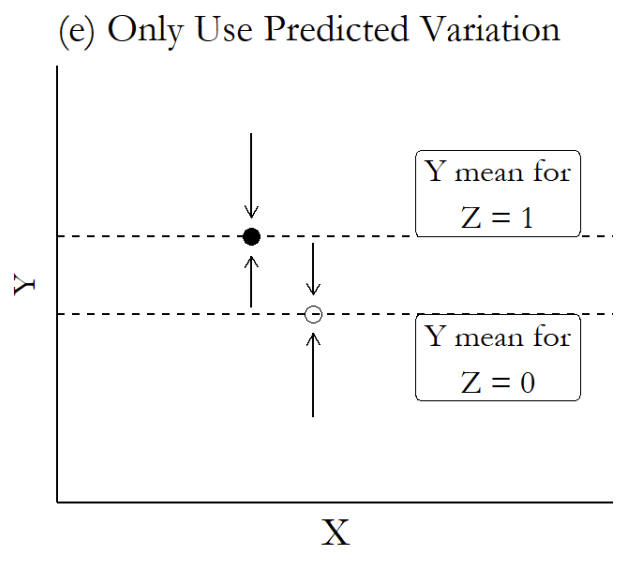 (e) Only Use Predicted Variation
Y mean for
Z = 1
Y
Y mean for
Z = 0
X